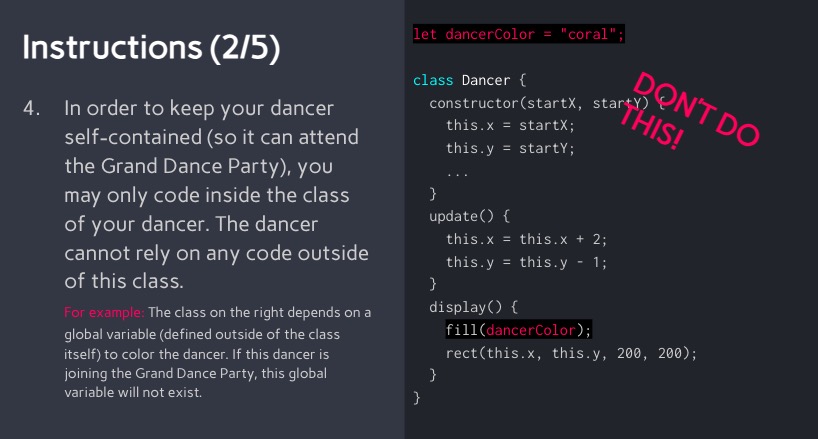 Instructions (2/5)
4. In order to keep your dancer
self-contained (so it can attend
the Grand Dance Party), you
may only code inside the class
of your dancer. The dancer
cannot rely on any code outside
of this class.
For example: The class on the right depends on a
global variable (defined outside of the class
itself) to color the dancer. If this dancer is
joining the Grand Dance Party, this global
variable will not exist.
let dancerColor = "coral";
class Dancer {
constructor(startX, startY) {
this.x = startX;
this.y = startY;
...
}
update() {
this.x = this.x + 2;
this.y = this.y - 1;
}
display() {
fill(dancerColor);
rect(this.x, this.y, 200, 200);
}
}
DON'T DO
THIS!